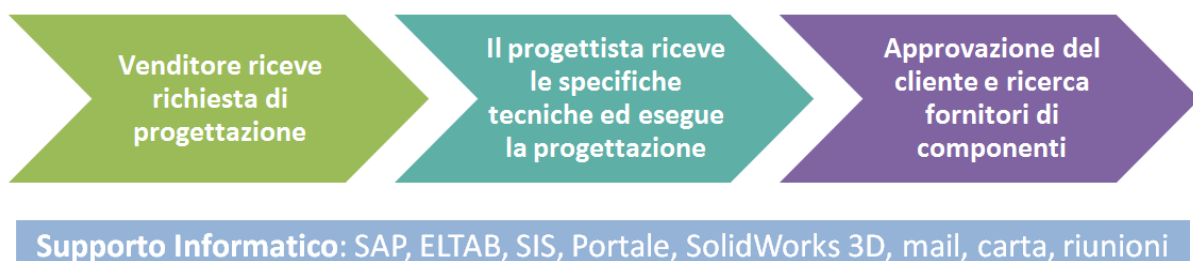 Venditore riceve
richiesta di
progettazione
Il progettista riceve
le specifiche
tecniche ed esegue
la progettazione
Approvazione del
cliente e ricerca
fornitori di
componenti
Supporto Informatico: SAP, ELTAB, SIS, Portale, SolidWorks 3D, mail, carta, riunioni